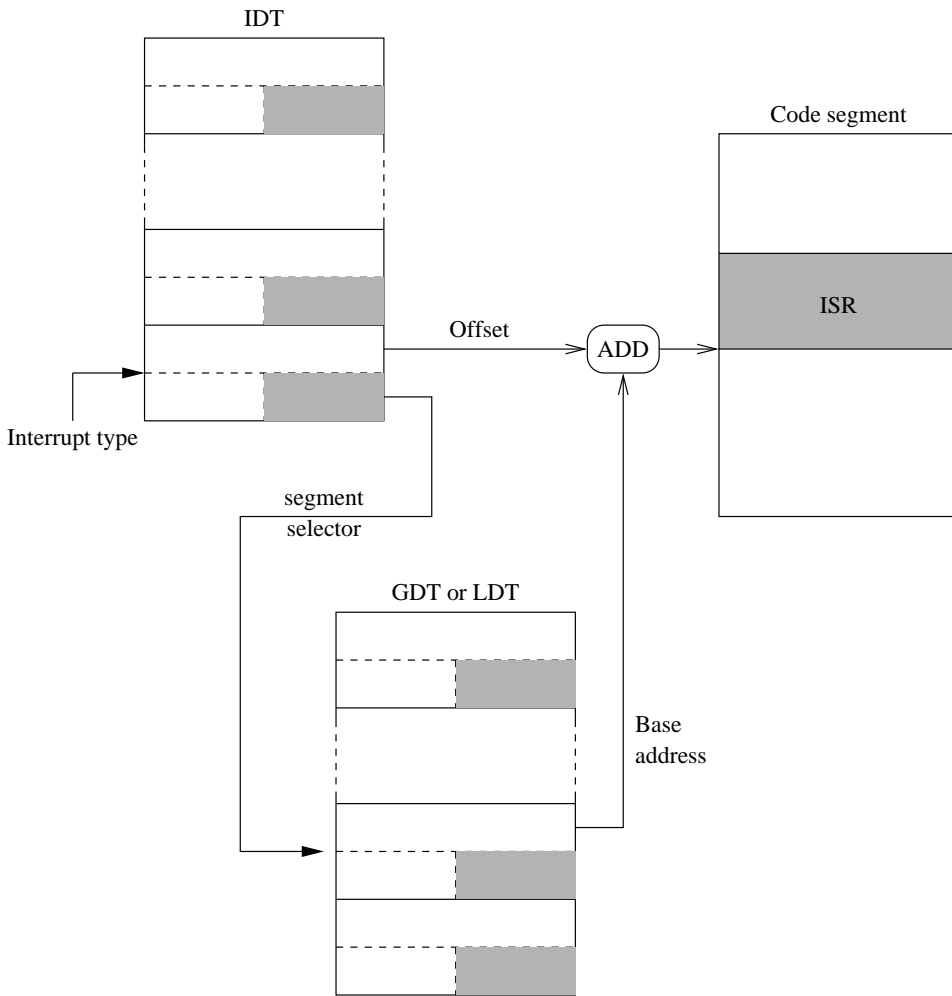 IDT
Code segment
ISR
Offset
ADD
Interrupt type
segment
selector
GDT or LDT
Base
address